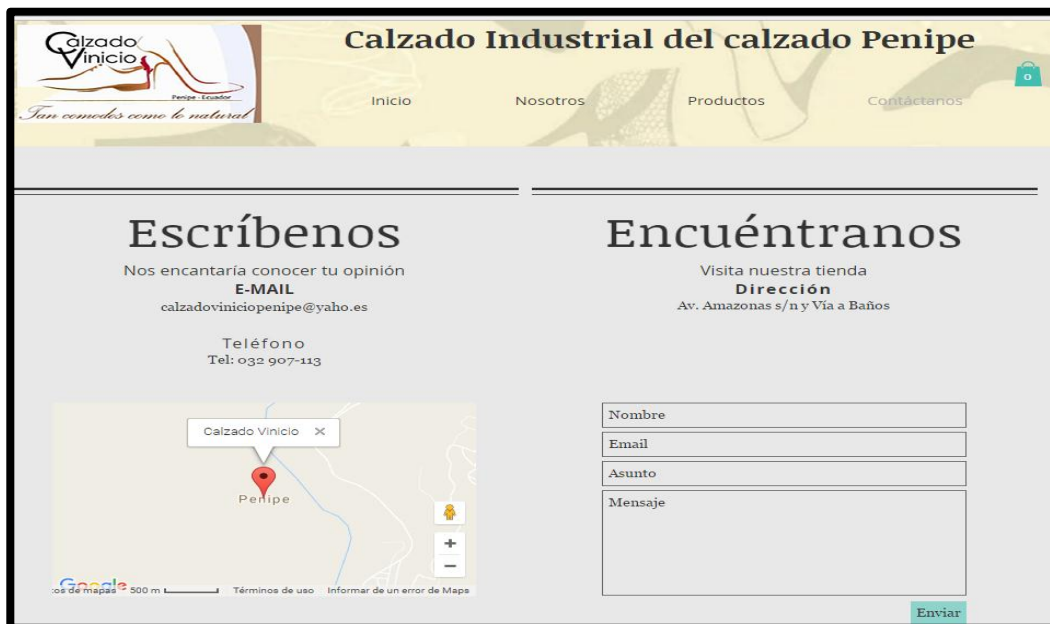 Calzado
Vinicio
Penipe - Ecuador
Tan comodos como lo natural
Calzado Industrial del calzado Penipe
0
Inicio
Nosotros
Productos
Contáctanos
Escríbenos
Nos encantaría conocer tu opinión
E-MAIL
calzadoviniciopenipe@yaho.es
Teléfono
Tel: 032 907-113
Encuéntranos
Visita nuestra tienda
Dirección
Av. Amazonas s/n y Vía a Baños
Calzado Vinicio
Penipe
Google
os de mapas 500 m Términos de uso Informar de un error de Maps
Nombre
Email
Asunto
Mensaje
Enviar